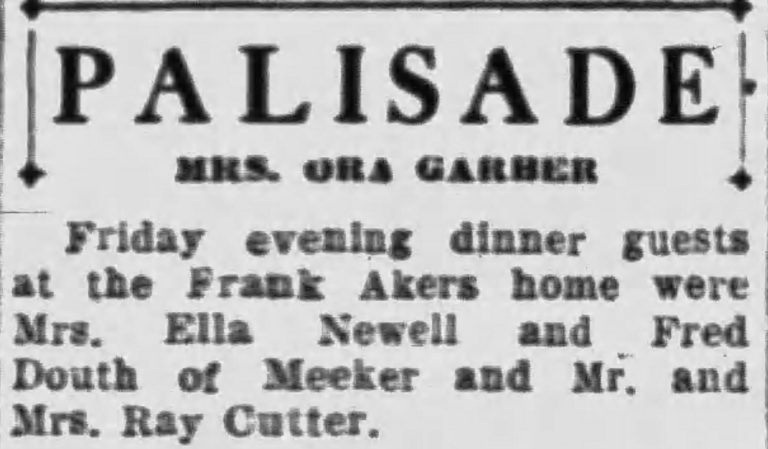 PALISADE
MRS. ORA GARBER
Friday evening dinner guests
at the Frank Akers home were
Mrs. Ella Newell and Fred
Douth of Meeker and Mr. and
Mrs. Ray Cutter.